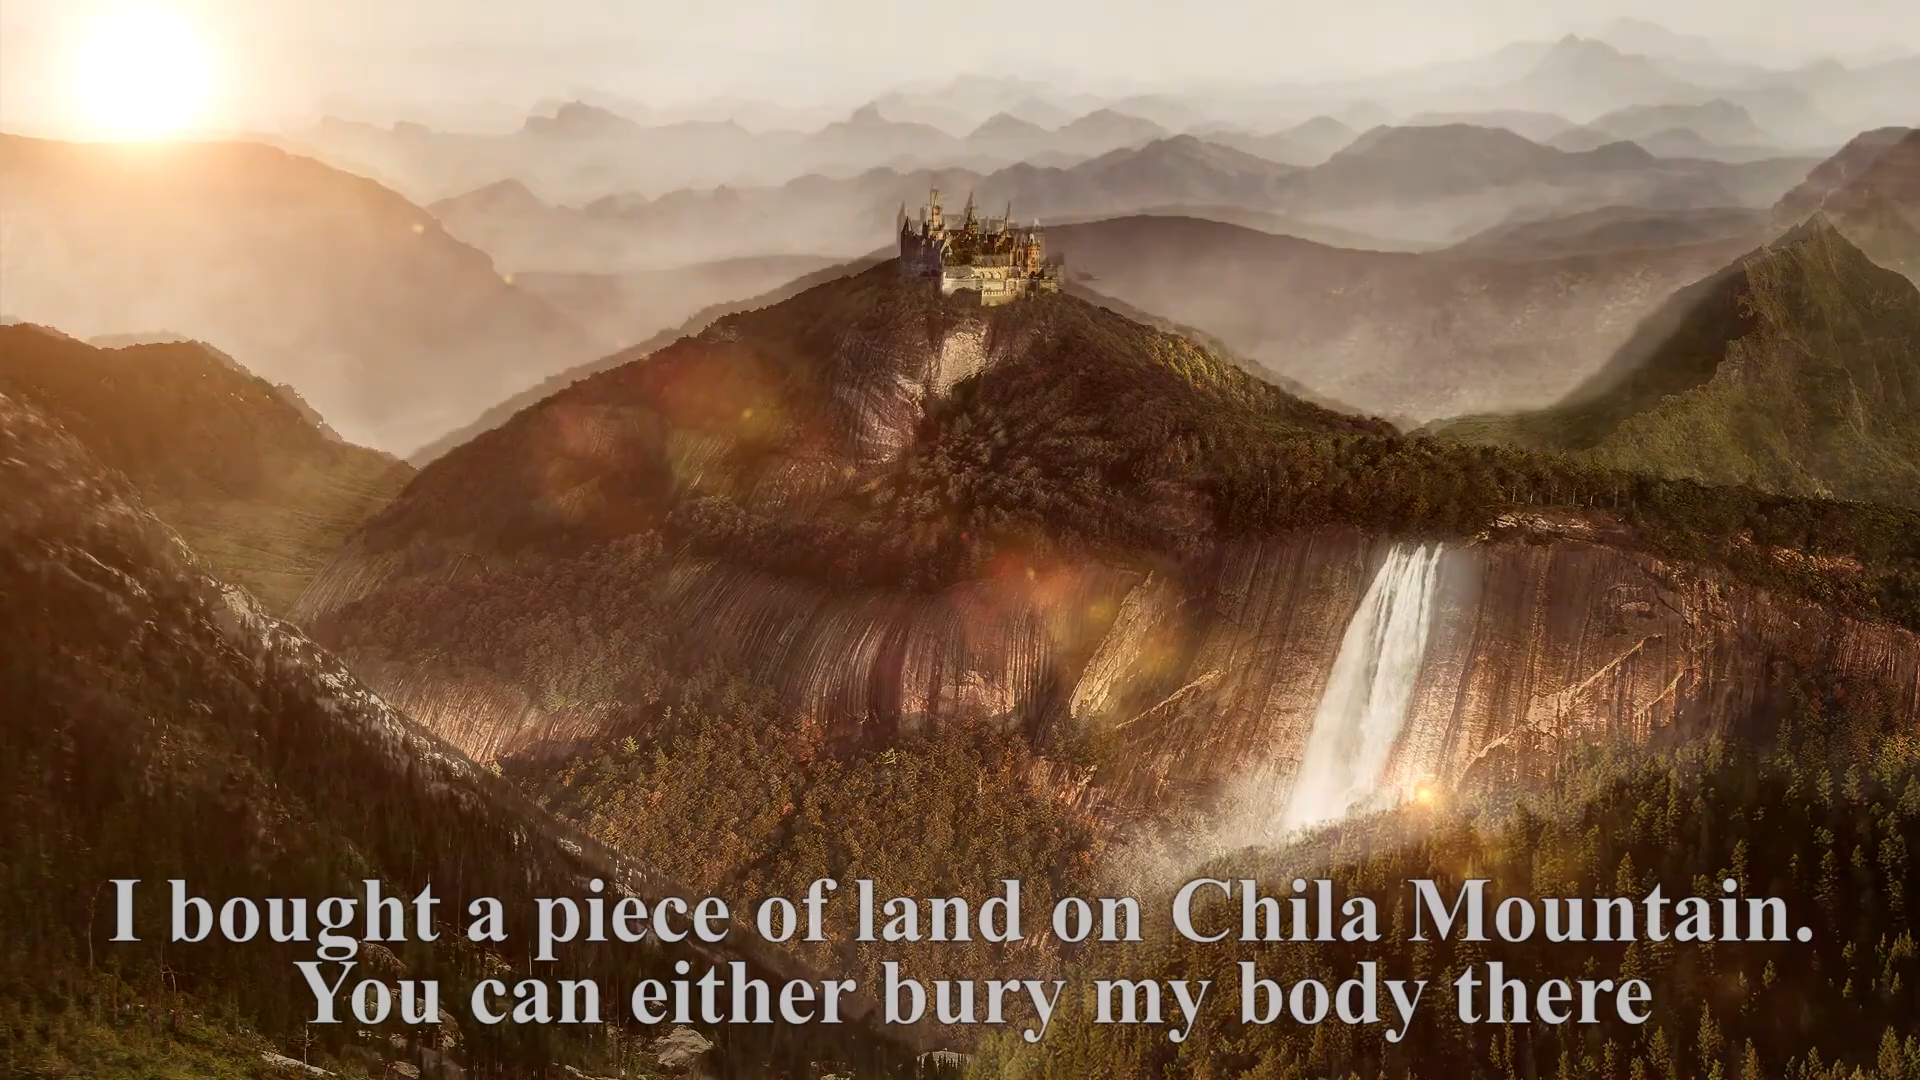 I bought a piece of land on Chila Mountain.
You can either bury my body there